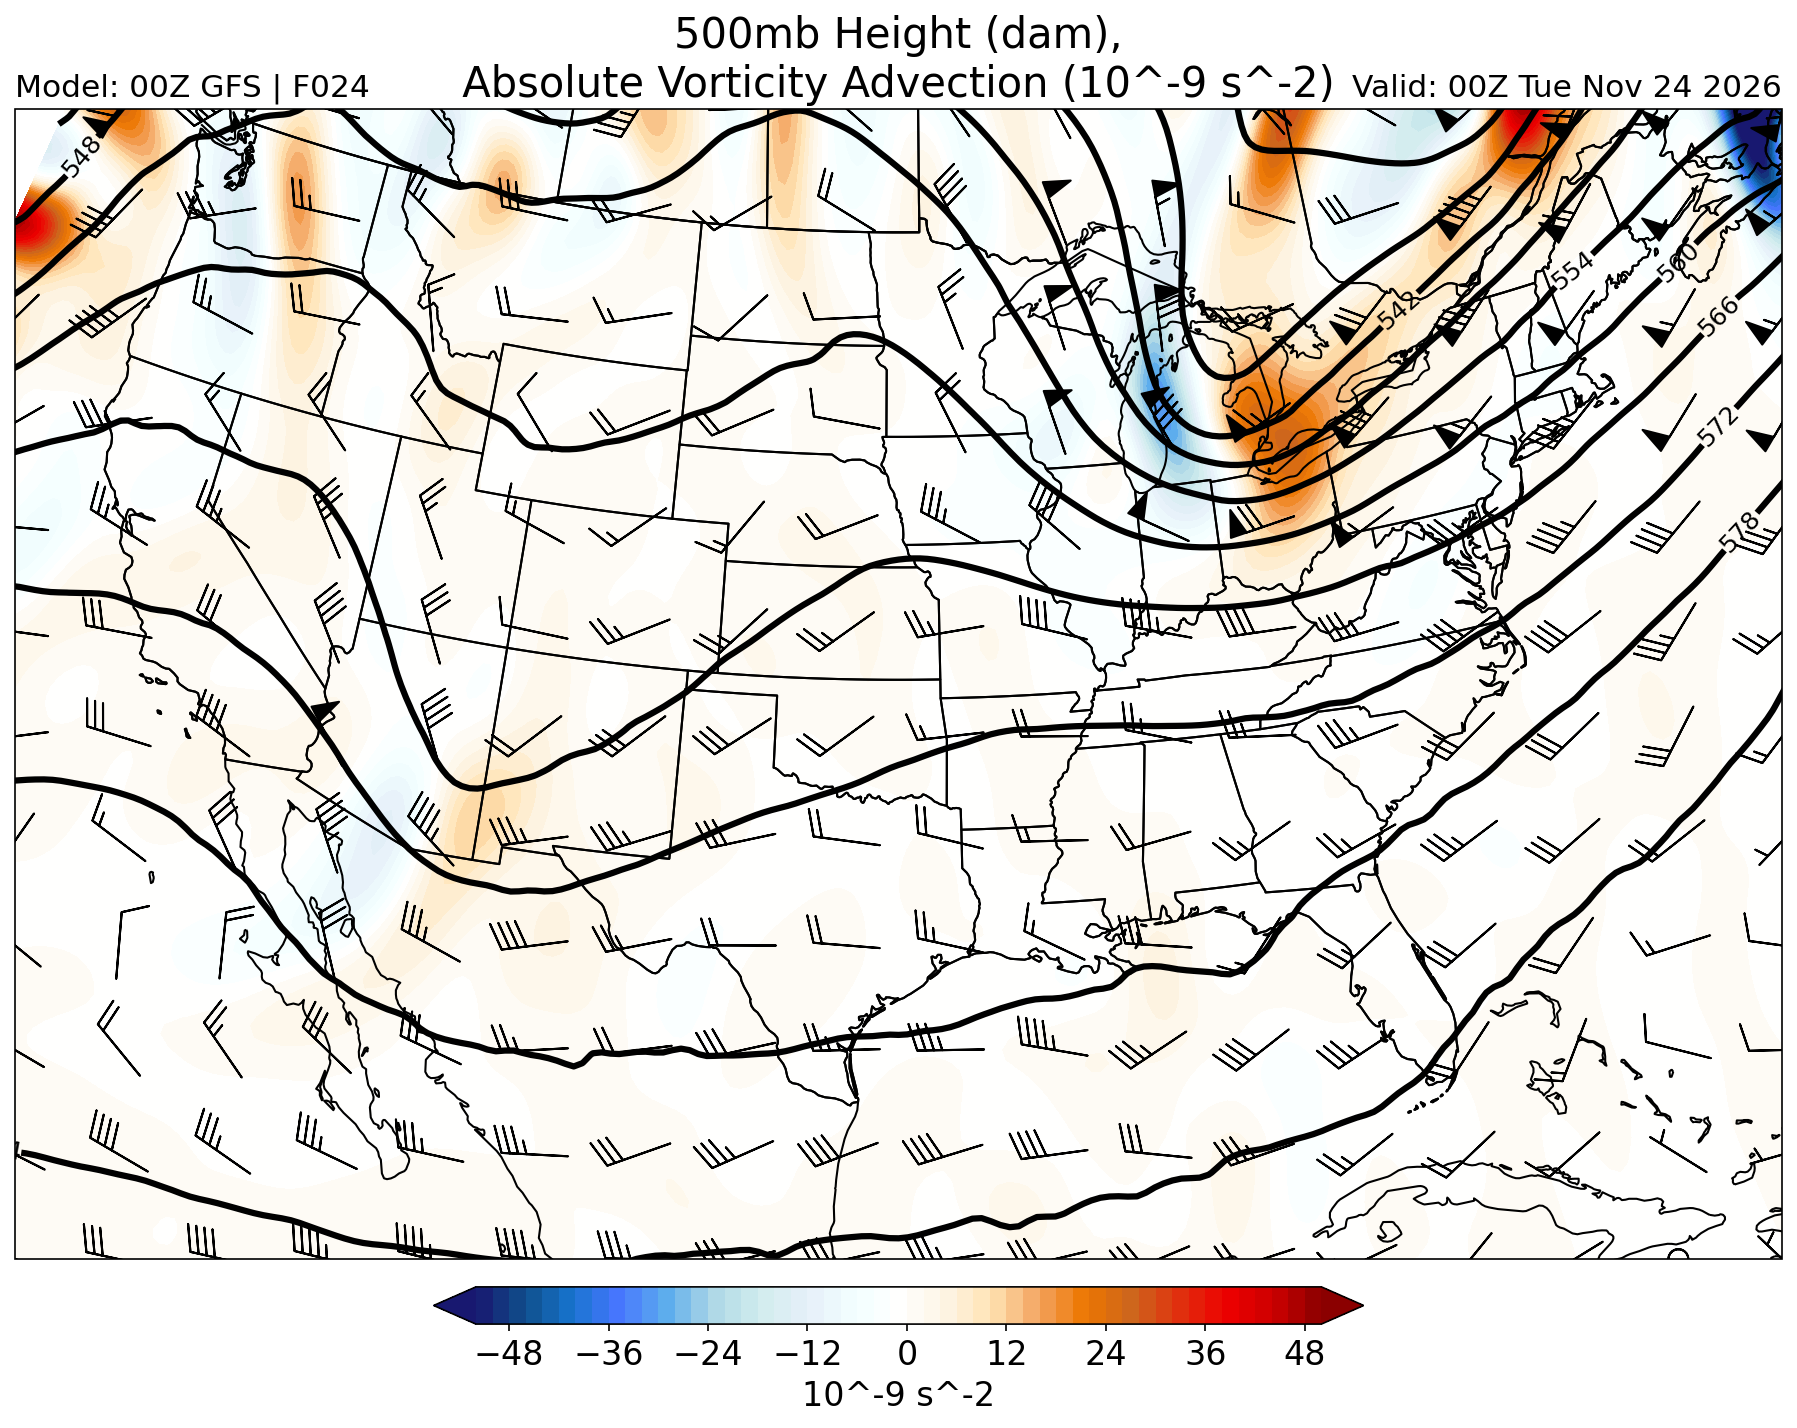 500mb Height (dam),
Model: 00Z GFS | F024 Absolute Vorticity Advection (10^-9 s^-2) Valid: 00Z Tue Nov 24 2026
548
542
554
560
566
572
578
−48 −36 −24 −12 0 12 24 36 48
10^-9 s^-2